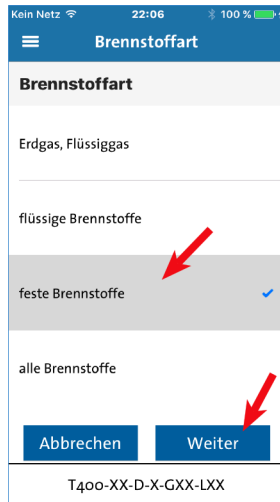 Kein Netz 22:06 100 %
Brennstoffart
Brennstoffart
Erdgas, Flüssiggas
flüssige Brennstoffe
feste Brennstoffe
alle Brennstoffe
Abbrechen Weiter
T400-XX-D-X-GXX-LXX